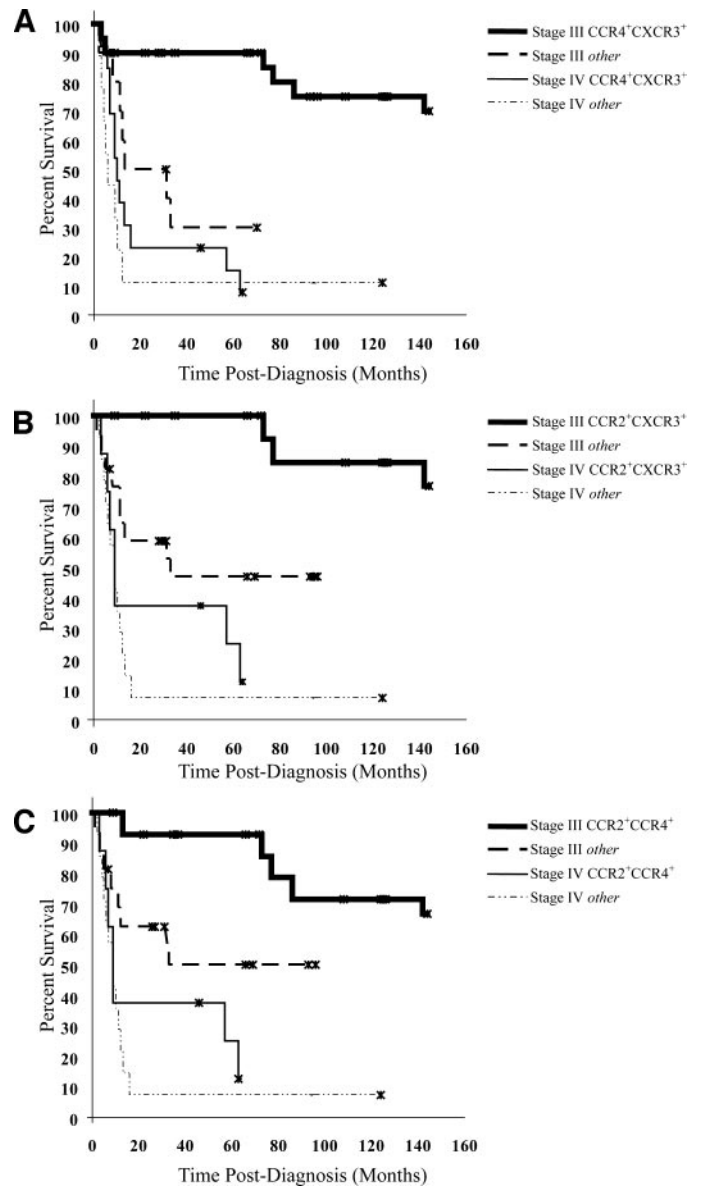 A
Stage III CCR4⁺CXCR3⁺
Stage III other
Stage IV CCR4⁺CXCR3⁺
Stage IV other
Percent Survival
100
90
80
70
60
50
40
30
20
10
0
0 20 40 60 80 100 120 140 160
Time Post-Diagnosis (Months)
B
Stage III CCR2⁺CXCR3⁺
Stage III other
Stage IV CCR2⁺CXCR3⁺
Stage IV other
Percent Survival
100
90
80
70
60
50
40
30
20
10
0
0 20 40 60 80 100 120 140 160
Time Post-Diagnosis (Months)
C
Stage III CCR2⁺CCR4⁺
Stage III other
Stage IV CCR2⁺CCR4⁺
Stage IV other
Percent Survival
100
90
80
70
60
50
40
30
20
10
0
0 20 40 60 80 100 120 140 160
Time Post-Diagnosis (Months)